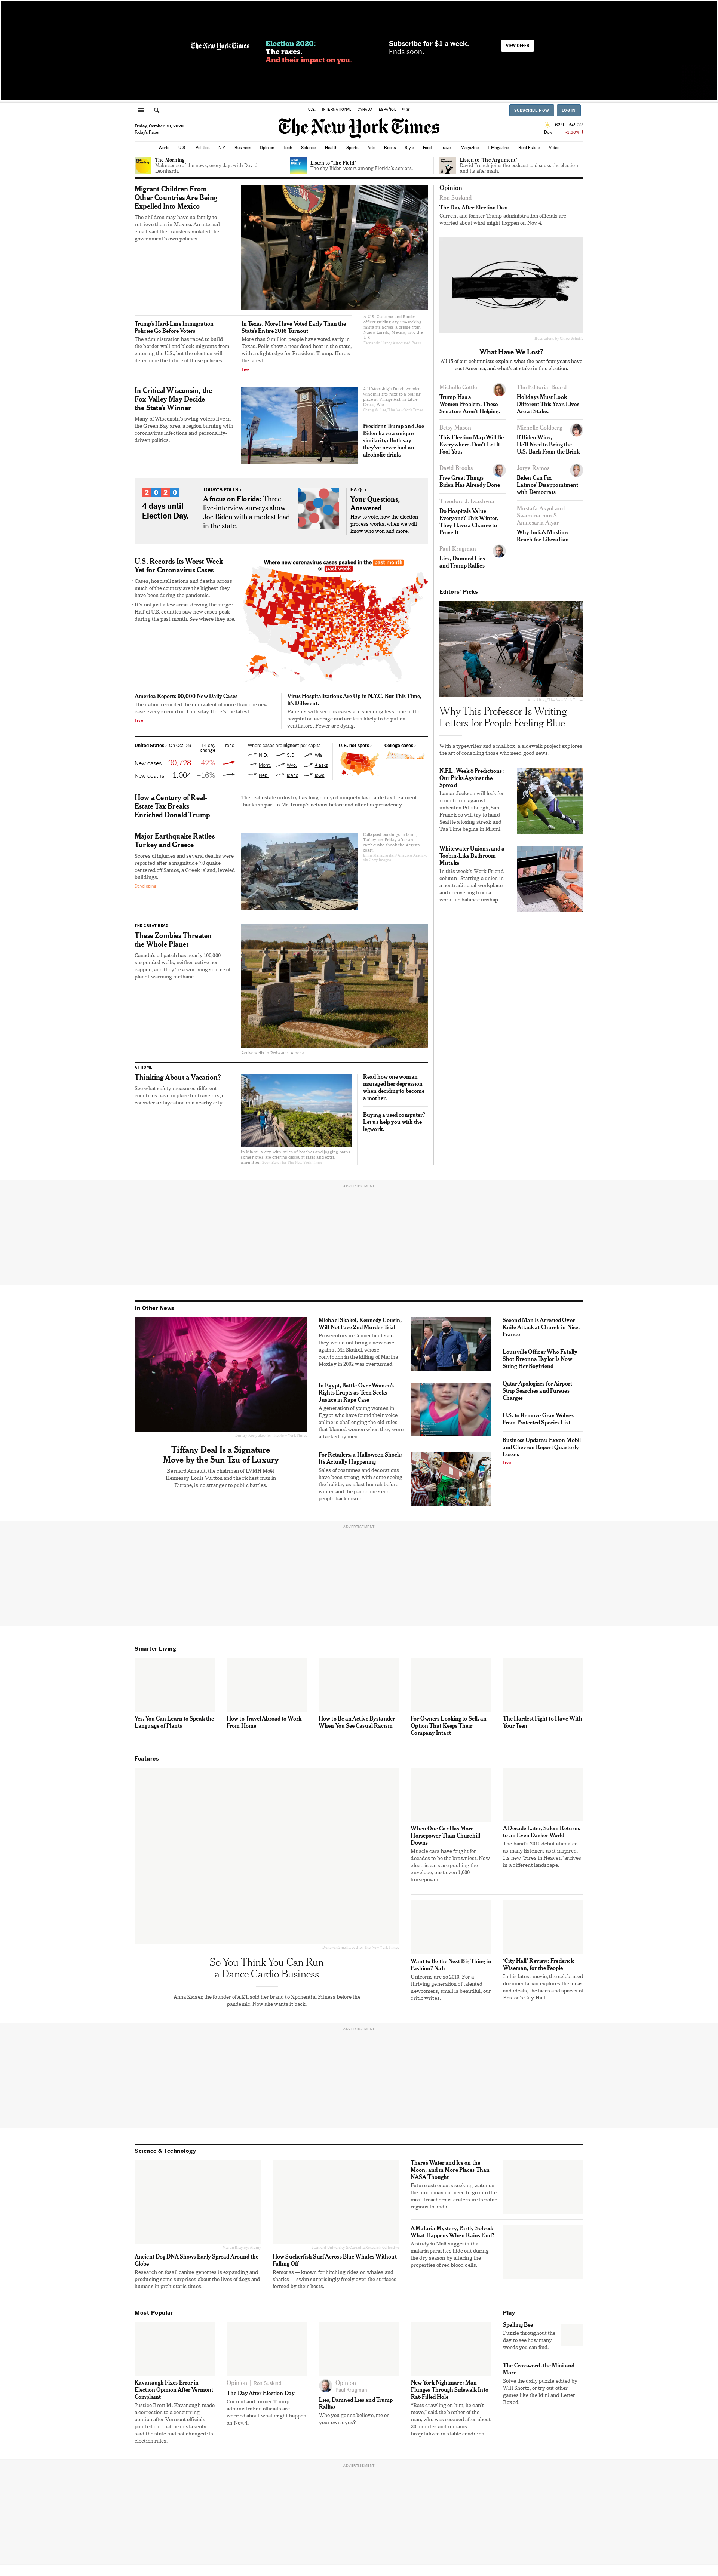 The New York Times
Election 2020:
The races.
And their impact on you.
Subscribe for $1 a week.
Ends soon.
VIEW OFFER
U.S. INTERNATIONAL CANADA ESPAÑOL 中文
SUBSCRIBE NOW LOG IN
Friday, October 30, 2020
Today's Paper
The New York Times
62°F
Dow
World U.S. Politics N.Y. Business Opinion Tech Science Health Sports Arts Books Style Food Travel Magazine T Magazine Real Estate Video
The Morning
Make sense of the news, every day, with David
Leonhardt.
Listen to 'The Field'
The shy Biden voters among Florida's seniors.
Listen to 'The Argument'
David French joins the podcast to discuss the election
and its aftermath.
Migrant Children From
Other Countries Are Being
Expelled Into Mexico
The children may have no family to
retrieve them in Mexico. An internal
email said the transfers violated the
government's own policies.
Trump's Hard-Line Immigration
Policies Go Before Voters
The administration has raced to build
the border wall and block migrants from
entering the U.S., but the election will
determine the future of those policies.
In Texas, More Have Voted Early Than the
State's Entire 2016 Turnout
More than 9 million people have voted early in
Texas. Polls show a near dead-heat in the state,
with a slight edge for President Trump. Here's
the latest.
Live
In Critical Wisconsin, the
Fox Valley May Decide
the State's Winner
Many of Wisconsin's swing voters live in
the Green Bay area, a region burning with
coronavirus infections and personality-
driven politics.
President Trump and Joe
Biden have a unique
similarity: Both say
they've never had an
alcoholic drink.
2020
4 days until
Election Day.
TODAY'S POLLS ›
A focus on Florida: Three
live-interview surveys show
Joe Biden with a modest lead
in the state.
F.A.Q. ›
Your Questions,
Answered
How to vote, how the election
process works, when we will
know who won and more.
U.S. Records Its Worst Week
Yet for Coronavirus Cases
Cases, hospitalizations and deaths across
much of the country are the highest they
have been during the pandemic.
It's not just a few areas driving the surge:
Half of U.S. counties saw new cases peak
during the past month. See where they are.
Where new coronavirus cases peaked in the past month
or past week
America Reports 90,000 New Daily Cases
The nation recorded the equivalent of more than one new
case every second on Thursday. Here's the latest.
Live
Virus Hospitalizations Are Up in N.Y.C. But This Time,
It's Different.
Patients with serious cases are spending less time in the
hospital on average and are less likely to be put on
ventilators. Fewer are dying.
United States › On Oct. 29 14-day
change Trend
New cases 90,728 +42%
New deaths 1,004 +16%
Where cases are highest per capita
N.D. S.D. Wis.
Mont. Wyo. Alaska
Neb. Idaho Iowa
U.S. hot spots › College cases ›
How a Century of Real-
Estate Tax Breaks
Enriched Donald Trump
The real estate industry has long enjoyed uniquely favorable tax treatment —
thanks in part to Mr. Trump's actions before and after his presidency.
Major Earthquake Rattles
Turkey and Greece
Scores of injuries and several deaths were
reported after a magnitude 7.0 quake
centered off Samos, a Greek island, leveled
buildings.
Developing
THE GREAT READ
These Zombies Threaten
the Whole Planet
Canada's oil patch has nearly 100,000
suspended wells, neither active nor
capped, and they're a worrying source of
planet-warming methane.
AT HOME
Thinking About a Vacation?
See what safety measures different
countries have in place for travelers, or
consider a staycation in a nearby city.
Read how one woman
managed her depression
when deciding to become
a mother.
Buying a used computer?
Let us help you with the
legwork.
Opinion
Ron Suskind
The Day After Election Day
Current and former Trump administration officials are
worried about what might happen on Nov. 4.
What Have We Lost?
All 15 of our columnists explain what the past four years have
cost America, and what's at stake in this election.
Michelle Cottle
Trump Has a
Women Problem. These
Senators Aren't Helping.
The Editorial Board
Holidays Must Look
Different This Year. Lives
Are at Stake.
Betsy Mason
This Election Map Will Be
Everywhere. Don't Let It
Fool You.
Michelle Goldberg
If Biden Wins,
He'll Need to Bring the
U.S. Back From the Brink
David Brooks
Five Great Things
Biden Has Already Done
Jorge Ramos
Biden Can Fix
Latinos' Disappointment
with Democrats
Theodore J. Iwashyna
Do Hospitals Value
Everyone? This Winter,
They Have a Chance to
Prove It
Mustafa Akyol and
Swaminathan S.
Anklesaria Aiyar
Why India's Muslims
Reach for Liberalism
Paul Krugman
Lies, Damned Lies
and Trump Rallies
Editors' Picks
Why This Professor Is Writing
Letters for People Feeling Blue
With a typewriter and a mailbox, a sidewalk project explores
the art of consoling those who need good news.
N.F.L. Week 8 Predictions:
Our Picks Against the
Spread
Lamar Jackson will look for
room to run against
unbeaten Pittsburgh, San
Francisco will try to hand
Seattle a losing streak and
Tua Time begins in Miami.
Whitewater Unions, and a
Toobin-Like Bathroom
Mistake
In this week's Work Friend
column: Starting a union in
a nontraditional workplace
and recovering from a
work-life balance mishap.
ADVERTISEMENT
In Other News
Tiffany Deal Is a Signature
Move by the Sun Tzu of Luxury
Bernard Arnault, the chairman of LVMH Moët
Hennessy Louis Vuitton and the richest man in
Europe, is no stranger to public battles.
Michael Skakel, Kennedy Cousin,
Will Not Face 2nd Murder Trial
Prosecutors in Connecticut said
they would not bring a new case
against Mr. Skakel, whose
conviction in the killing of Martha
Moxley in 2002 was overturned.
In Egypt, Battle Over Women's
Rights Erupts as Teen Seeks
Justice in Rape Case
A generation of young women in
Egypt who have found their voice
online is challenging the old rules
that blamed women when they were
attacked by men.
For Retailers, a Halloween Shock:
It's Actually Happening
Sales of costumes and decorations
have been strong, with some seeing
the holiday as a last hurrah before
winter and the pandemic send
people back inside.
Second Man Is Arrested Over
Knife Attack at Church in Nice,
France
Louisville Officer Who Fatally
Shot Breonna Taylor Is Now
Suing Her Boyfriend
Qatar Apologizes for Airport
Strip Searches and Pursues
Charges
U.S. to Remove Gray Wolves
From Protected Species List
Business Updates: Exxon Mobil
and Chevron Report Quarterly
Losses
Live
ADVERTISEMENT
Smarter Living
Yes, You Can Learn to Speak the
Language of Plants
How to Travel Abroad to Work
From Home
How to Be an Active Bystander
When You See Casual Racism
For Owners Looking to Sell, an
Option That Keeps Their
Company Intact
The Hardest Fight to Have With
Your Teen
Features
So You Think You Can Run
a Dance Cardio Business
Anna Kaiser, the founder of AKT, sold her brand to Xponential Fitness before the
pandemic. Now she wants it back.
When One Car Has More
Horsepower Than Churchill
Downs
Muscle cars have fought for
decades to be the brawniest. Now
electric cars are pushing the
envelope, past even 1,000
horsepower.
A Decade Later, Salem Returns
to an Even Darker World
The band's 2010 debut alienated
as many listeners as it inspired.
Its new "Fires in Heaven" arrives
in a different landscape.
Want to Be the Next Big Thing in
Fashion? Nah
Unicorns are so 2010. For a
thriving generation of talented
newcomers, small is beautiful, our
critic writes.
'City Hall' Review: Frederick
Wiseman, for the People
In his latest movie, the celebrated
documentarian explores the ideas
and ideals, the faces and spaces of
Boston's City Hall.
ADVERTISEMENT
Science & Technology
Ancient Dog DNA Shows Early Spread Around the
Globe
Research on fossil canine genomes is expanding and
producing some surprises about the lives of dogs and
humans in prehistoric times.
How Suckerfish Surf Across Blue Whales Without
Falling Off
Remoras — known for hitching rides on whales and
sharks — swim surprisingly freely over the surfaces
formed by their hosts.
There's Water and Ice on the
Moon, and in More Places Than
NASA Thought
Future astronauts seeking water on
the moon may not need to go into the
most treacherous craters in its polar
regions to find it.
A Malaria Mystery, Partly Solved:
What Happens When Rains End?
A study in Mali suggests that
malaria parasites hide out during
the dry season by altering the
properties of red blood cells.
Most Popular
Kavanaugh Fixes Error in
Election Opinion After Vermont
Complaint
Justice Brett M. Kavanaugh made
a correction to a concurring
opinion after Vermont officials
pointed out that he mistakenly
said the state had not changed its
election rules.
Opinion Ron Suskind
The Day After Election Day
Current and former Trump
administration officials are
worried about what might happen
on Nov. 4.
Opinion
Paul Krugman
Lies, Damned Lies and Trump
Rallies
Who you gonna believe, me or
your own eyes?
New York Nightmare: Man
Plunges Through Sidewalk Into
Rat-Filled Hole
"Rats crawling on him, he can't
move," said the brother of the
man, who was rescued after about
30 minutes and remains
hospitalized in stable condition.
Play
Spelling Bee
Puzzle: How many
The Crossword, the Mini and
More
Solve the daily puzzle edited by
Will Shortz, or try out other
games like the Mini and Letter
Boxed.
ADVERTISEMENT